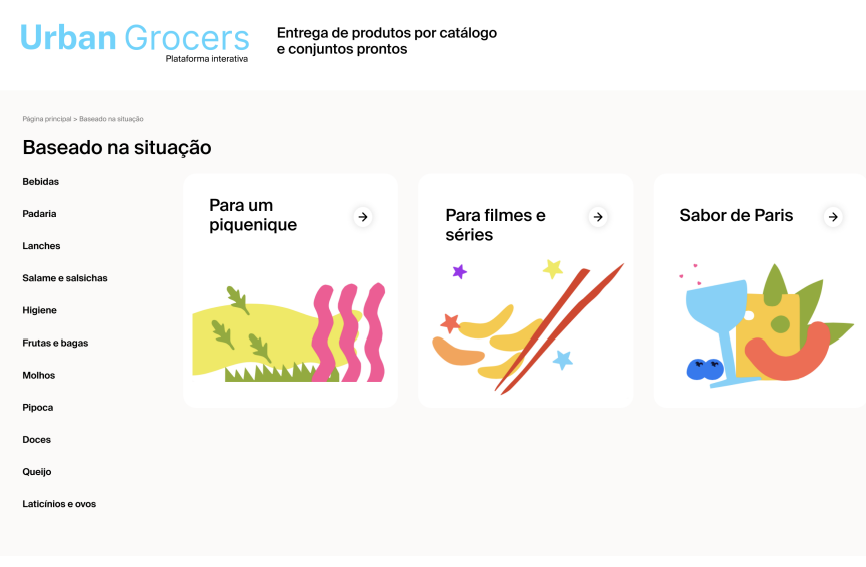 Urban Grocers
Plataforma interativa
Entrega de produtos por catálogo
e conjuntos prontos
Página principal > Baseado na situação
Baseado na situação
Bebidas
Padaria
Lanches
Salame e salsichas
Higiene
Frutas e bagas
Molhos
Pipoca
Doces
Queijo
Laticínios e ovos
Para um
piquenique
Para filmes e
séries
Sabor de Paris